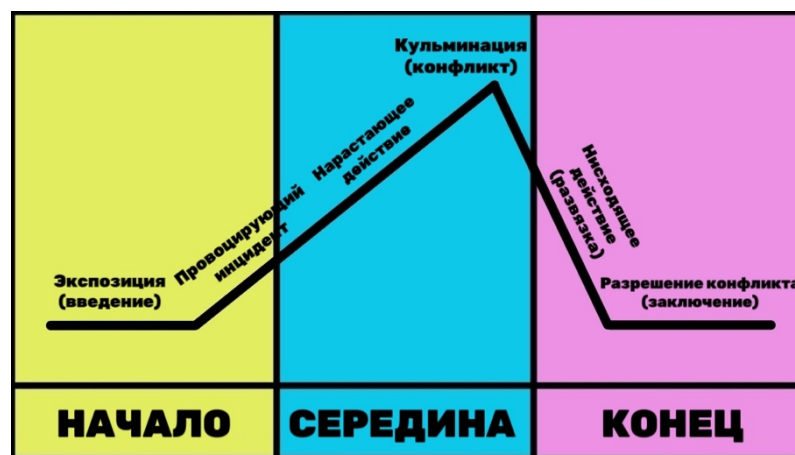 Экспозиция
(введение)
Провоцирующий
инцидент
Нарастающее
действие
Кульминация
(конфликт)
Нисходящее
действие
(развязка)
Разрешение конфликта
(заключение)
НАЧАЛО
СЕРЕДИНА
КОНЕЦ